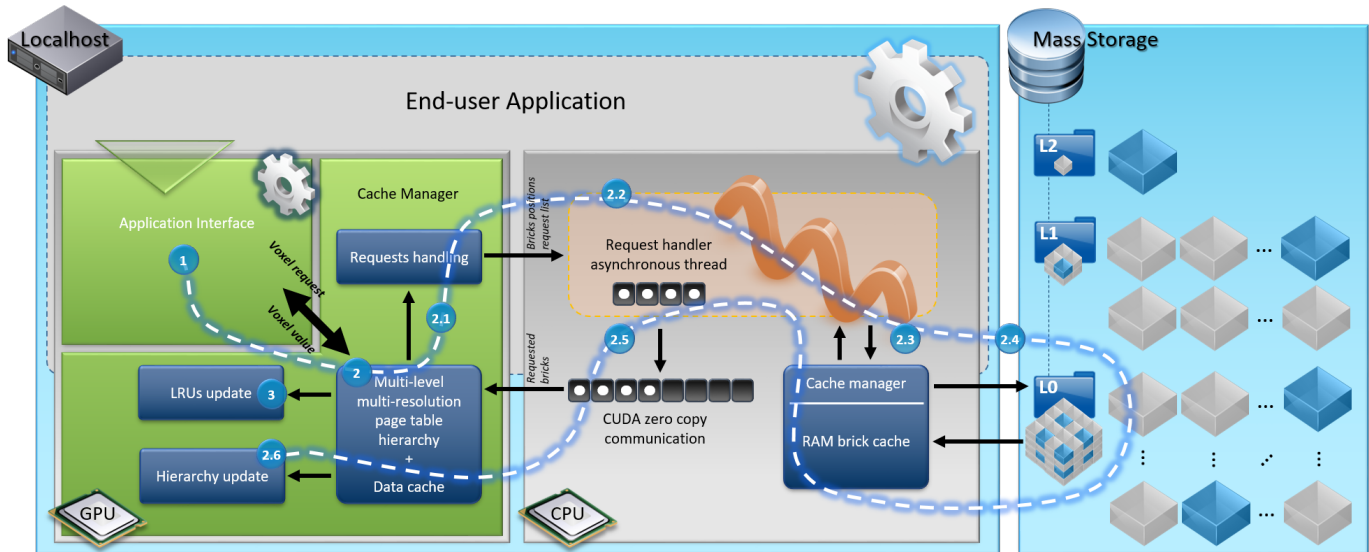 Localhost
Mass Storage
End-user Application
L2
Cache Manager
2.2
Application Interface
Bricks positions
request list
Request handler
asynchronous thread
L1
1
Voxel request
Requests handling
...
2.1
Voxel value
2.5
2.3
2.4
2
Requested
bricks
LRUs update
3
Multi-level
multi-resolution
page table
hierarchy
+
Data cache
CUDA zero copy
communication
Cache manager
RAM brick cache
L0
...
2.6
Hierarchy update
GPU
CPU
...